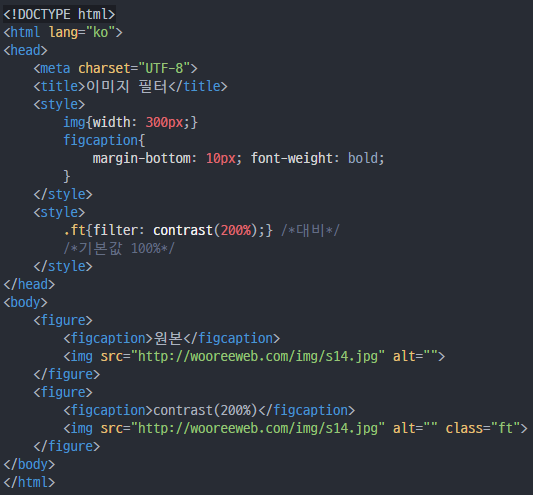 <!DOCTYPE html>
<html lang="ko">
<head>
    <meta charset="UTF-8">
    <title>이미지 필터</title>
    <style>
        img{width: 300px;}
        figcaption{
            margin-bottom: 10px; font-weight: bold;
        }
    </style>
    <style>
        .ft{filter: contrast(200%);} /*대비*/
        /*기본값 100%*/
    </style>
</head>
<body>
    <figure>
        <figcaption>원본</figcaption>
        <img src="http://wooreeweb.com/img/s14.jpg" alt="">
    </figure>
    <figure>
        <figcaption>contrast(200%)</figcaption>
        <img src="http://wooreeweb.com/img/s14.jpg" alt="" class="ft">
    </figure>
</body>
</html>